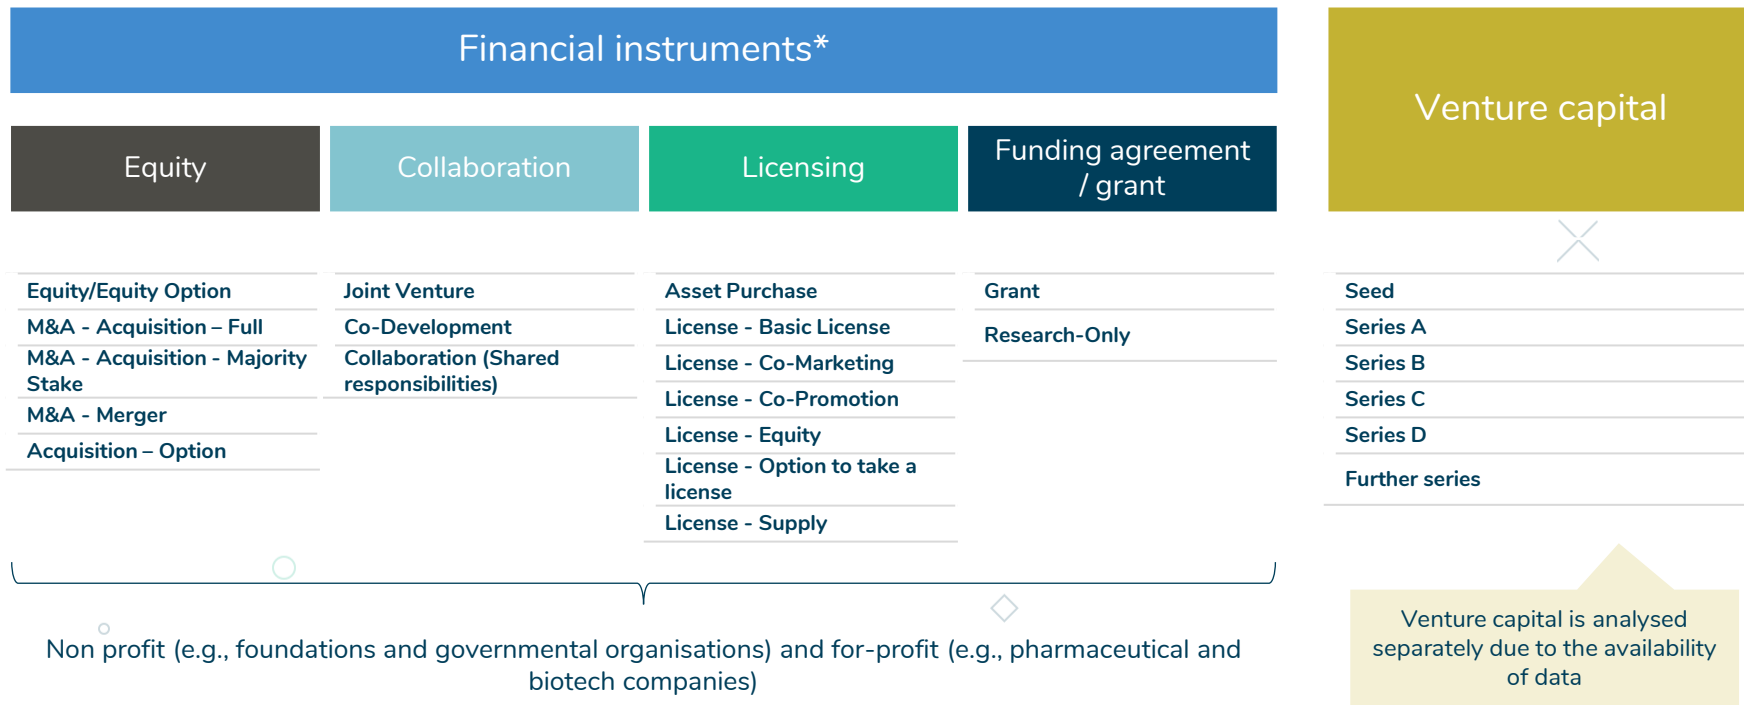 Financial instruments*
Venture capital
Equity
Collaboration
Licensing
Funding agreement
/ grant
Equity/Equity Option
M&A - Acquisition – Full
M&A - Acquisition - Majority
Stake
M&A - Merger
Acquisition – Option
Joint Venture
Co-Development
Collaboration (Shared
responsibilities)
Asset Purchase
License - Basic License
License - Co-Marketing
License - Co-Promotion
License - Equity
License - Option to take a
license
License - Supply
Grant
Research-Only
Seed
Series A
Series B
Series C
Series D
Further series
Non profit (e.g., foundations and governmental organisations) and for-profit (e.g., pharmaceutical and
biotech companies)
Venture capital is analysed
separately due to the availability
of data